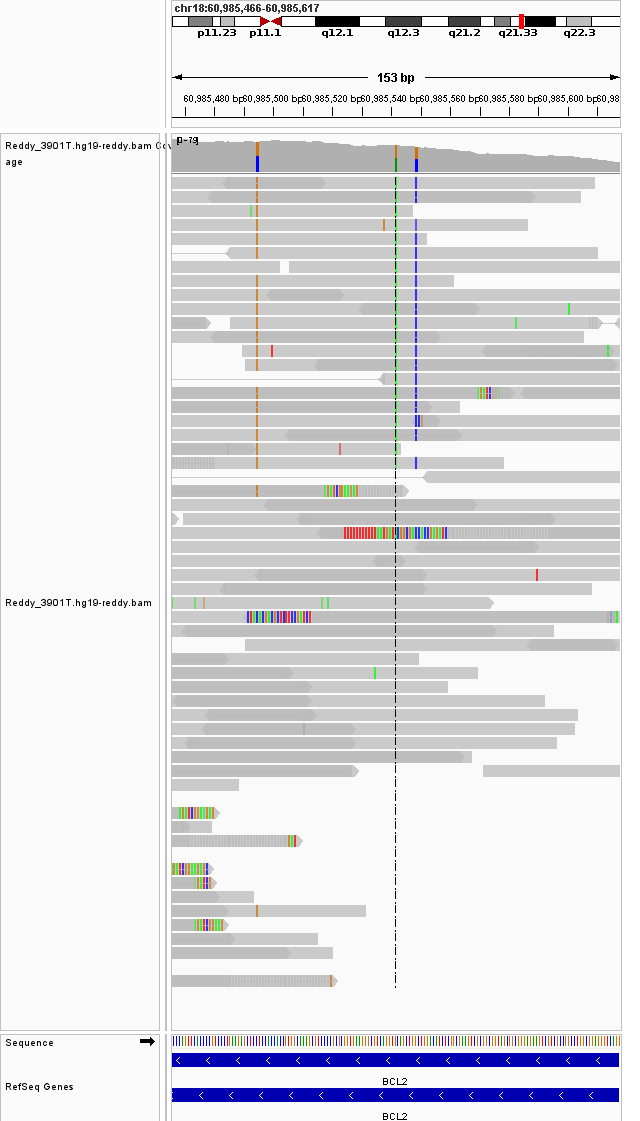 chr18:60,985,466-60,985,617
p11.23 p11.1 q12.1 q12.3 q21.2 q21.33 q22.3
153 bp
60,985,480 bp 60,985,500 bp 60,985,520 bp 60,985,540 bp 60,985,560 bp 60,985,580 bp 60,985,600 bp 60,98
Reddy_3901T.hg19-reddy.bam Cov
age
Reddy_3901T.hg19-reddy.bam
Sequence
BCL2
RefSeq Genes
BCL2